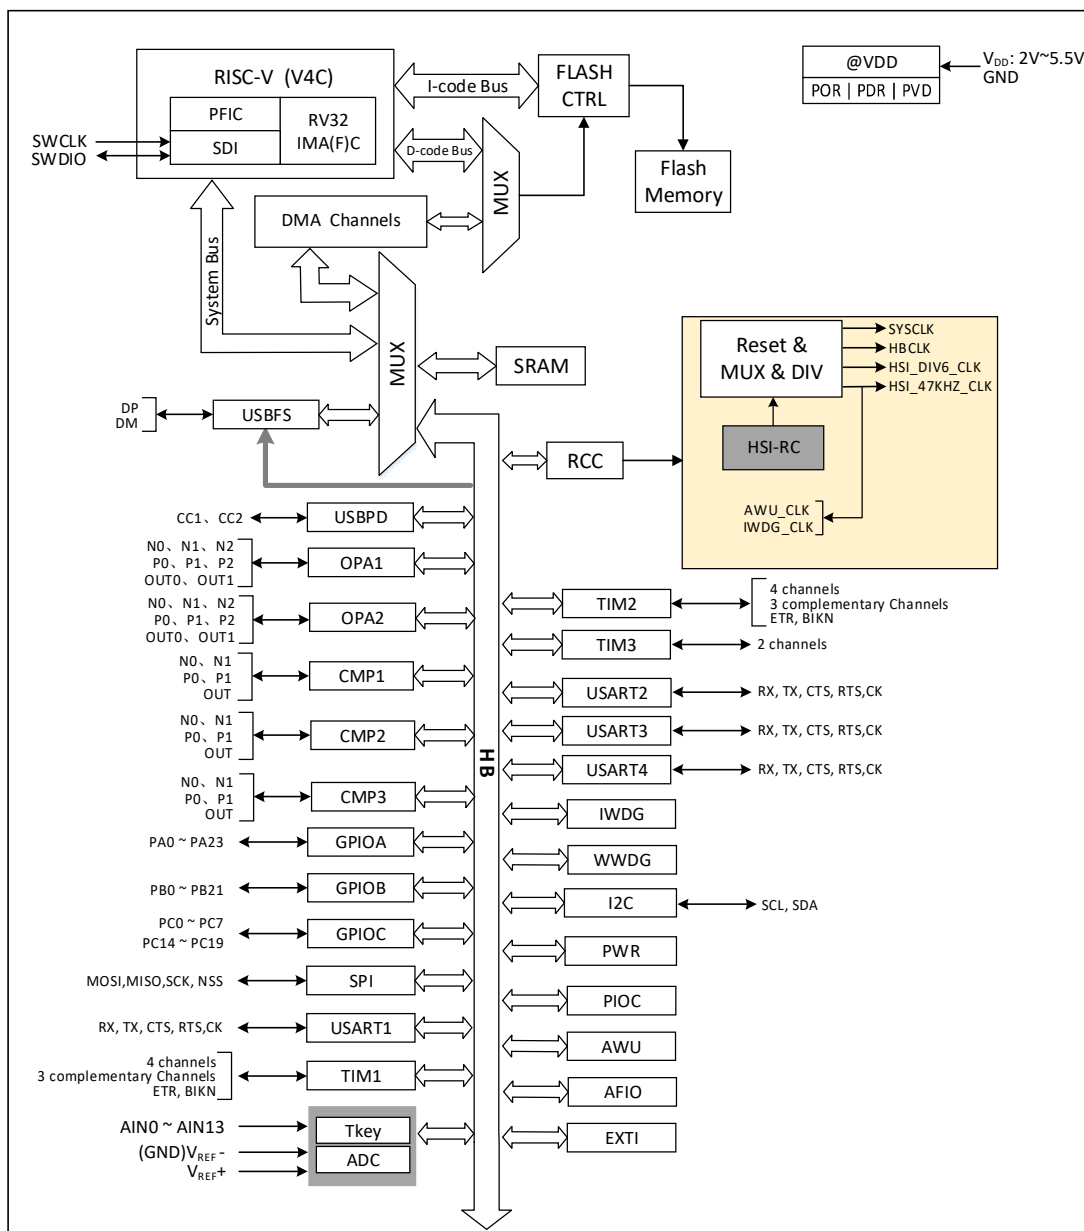 RISC-V (V4C)
PFIC
SDI
RV32
IMA(F)C
SWCLK
SWDIO
I-code Bus
D-code Bus
FLASH
CTRL
Flash
Memory
@VDD
POR | PDR | PVD
VDD: 2V~5.5V
GND
MUX
DMA Channels
System Bus
MUX
SRAM
DP
DM
USBFS
RCC
Reset &
MUX & DIV
HSI-RC
SYSCLK
HBCLK
HSI_DIV6_CLK
HSI_47KHZ_CLK
AWU_CLK
IWDG_CLK
HB
CC1、CC2
USBPD
N0、N1、N2
P0、P1、P2
OUT0、OUT1
OPA1
N0、N1、N2
P0、P1、P2
OUT0、OUT1
OPA2
N0、N1
P0、P1
OUT
CMP1
N0、N1
P0、P1
OUT
CMP2
N0、N1
P0、P1
OUT
CMP3
PA0 ~ PA23
GPIOA
PB0 ~ PB21
GPIOB
PC0 ~ PC7
PC14 ~ PC19
GPIOC
MOSI,MISO,SCK, NSS
SPI
RX, TX, CTS, RTS,CK
USART1
4 channels
3 complementary Channels
ETR, BIKN
TIM1
AIN0 ~ AIN13
(GND)VREF -
VREF+
Tkey
ADC
TIM2
4 channels
3 complementary Channels
ETR, BIKN
TIM3
2 channels
USART2
RX, TX, CTS, RTS,CK
USART3
RX, TX, CTS, RTS,CK
USART4
RX, TX, CTS, RTS,CK
IWDG
WWDG
I2C
SCL, SDA
PWR
PIOC
AWU
AFIO
EXTI